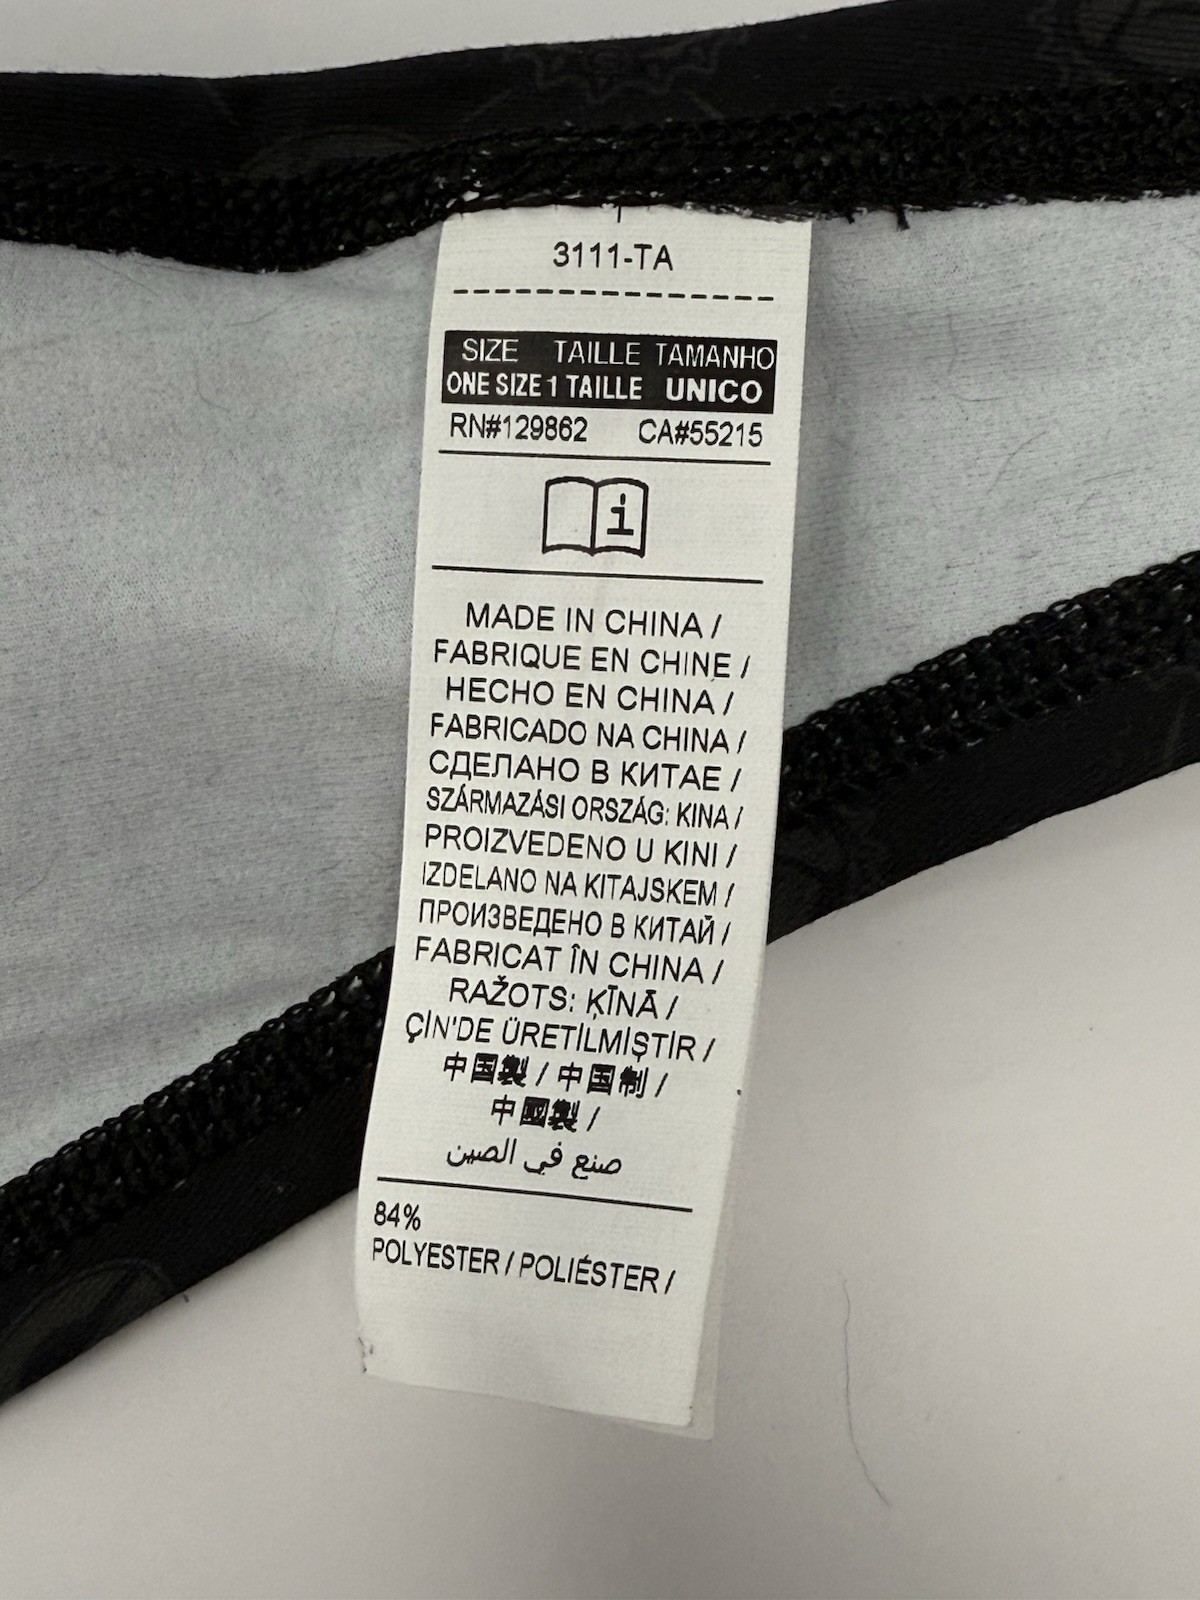 3111-TA
SIZE TAILLE TAMANHO
ONE SIZE 1 TAILLE UNICO
RN#129862 CA#55215
i
MADE IN CHINA /
FABRIQUE EN CHINE /
HECHO EN CHINA /
FABRICADO NA CHINA /
СДЕЛАНО В КИТАЕ /
SZÁRMAZÁSI ORSZÁG: KINA /
PROIZVEDENO U KINI /
IZDELANO NA KITAJSKEM /
ПРОИЗВЕДЕНО В КИТАЙ /
FABRICAT ÎN CHINA /
RAŽOTS: ĶĪNĀ /
ÇİN'DE ÜRETİLMİŞTİR /
中国製 / 中国制 /
中國製 /
صنع في الصين
84%
POLYESTER / POLIÉSTER /